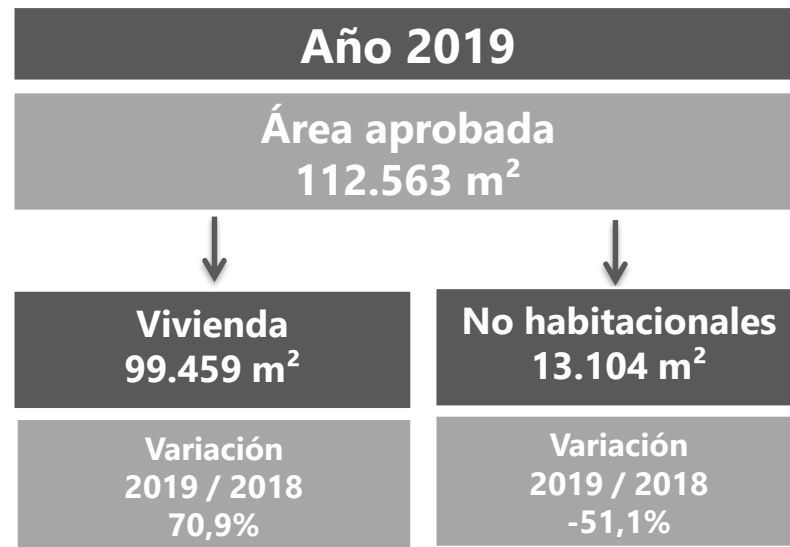 Año 2019
Área aprobada
112.563 m²
Vivienda
99.459 m²
No habitacionales
13.104 m²
Variación
2019 / 2018
70,9%
Variación
2019 / 2018
-51,1%